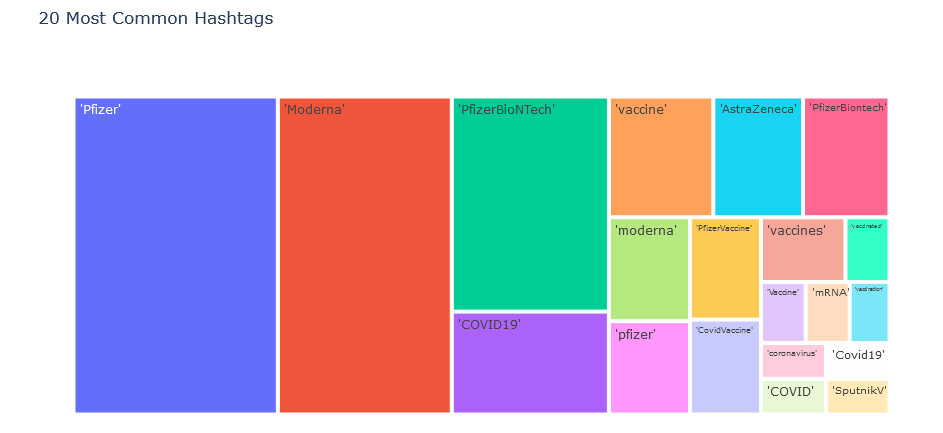 20 Most Common Hashtags
'Pfizer'
'Moderna'
'PfizerBioNTech'
'COVID19'
'vaccine'
'AstraZeneca'
'PfizerBiontech'
'moderna'
'pfizer'
'PfizerVaccine'
'CovidVaccine'
'vaccines'
'vaccinated'
'Vaccine'
'mRNA'
'vaccination'
'coronavirus'
'Covid19'
'COVID'
'SputnikV'